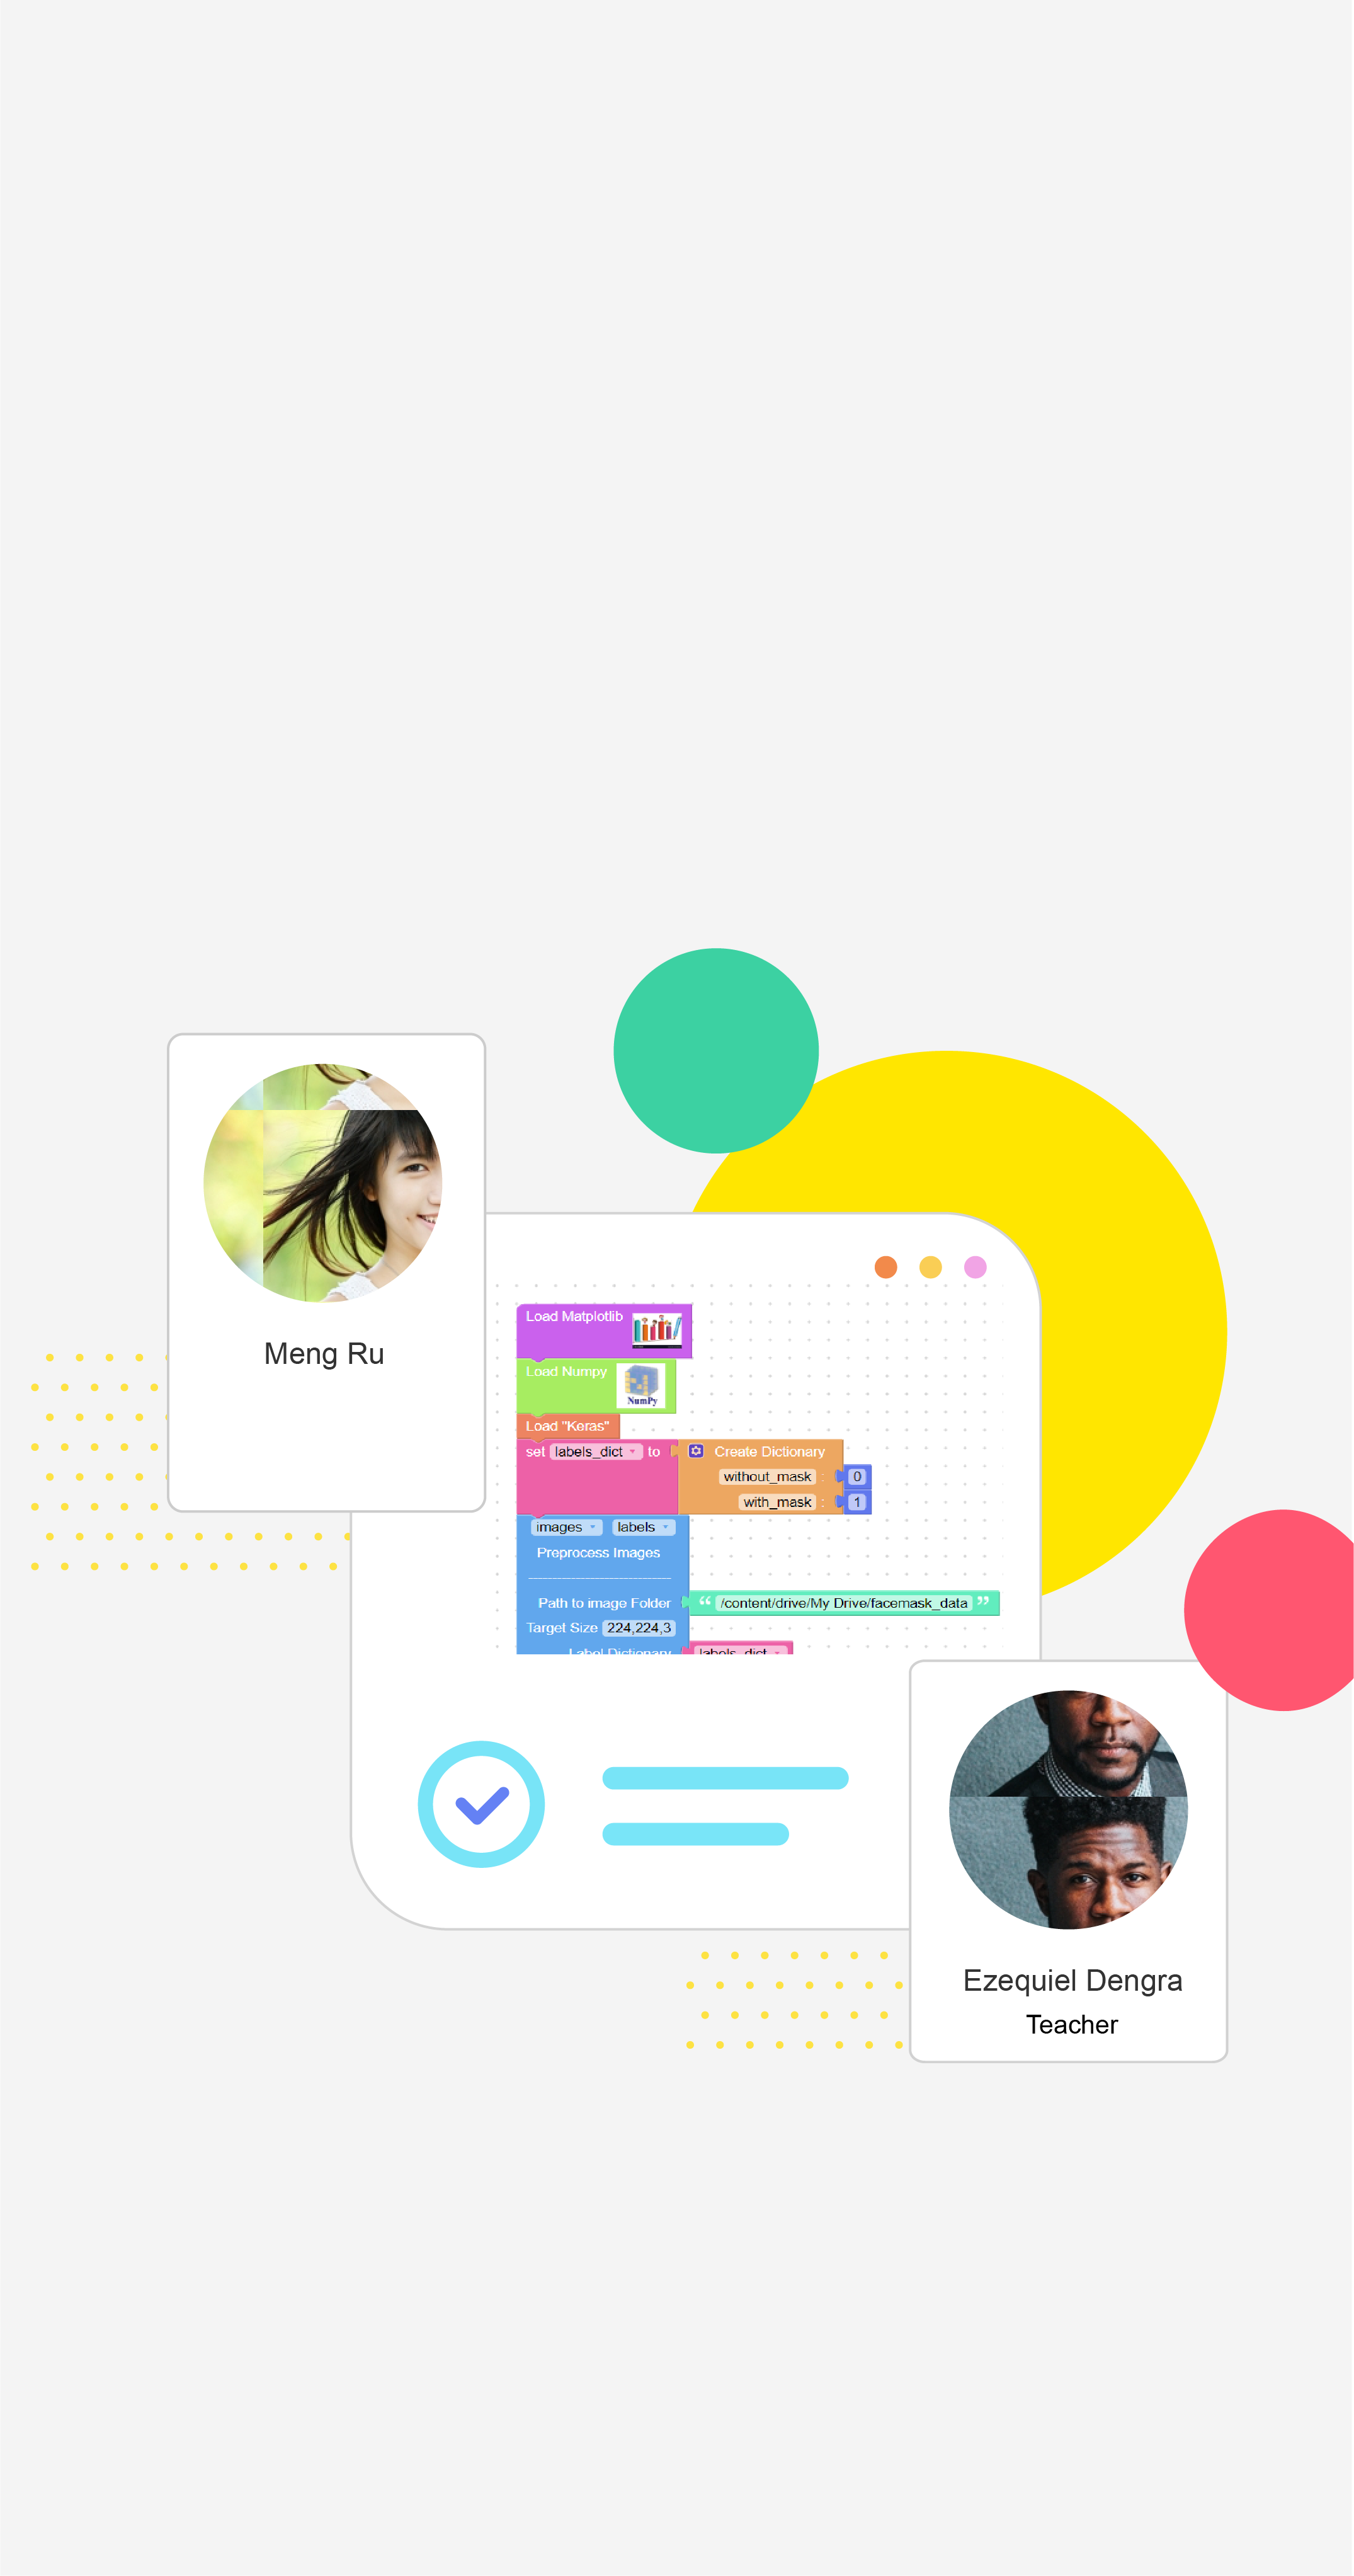 Meng Ru
Load Matplotlib
Load Numpy
NumPy
Load "Keras"
set labels_dict to Create Dictionary
without_mask : 0
with_mask : 1
images labels
Preprocess Images
Path to image Folder “ /content/drive/My Drive/facemask_data ”
Target Size 224,224,3
Label Dictionary labels_dict
Ezequiel Dengra
Teacher